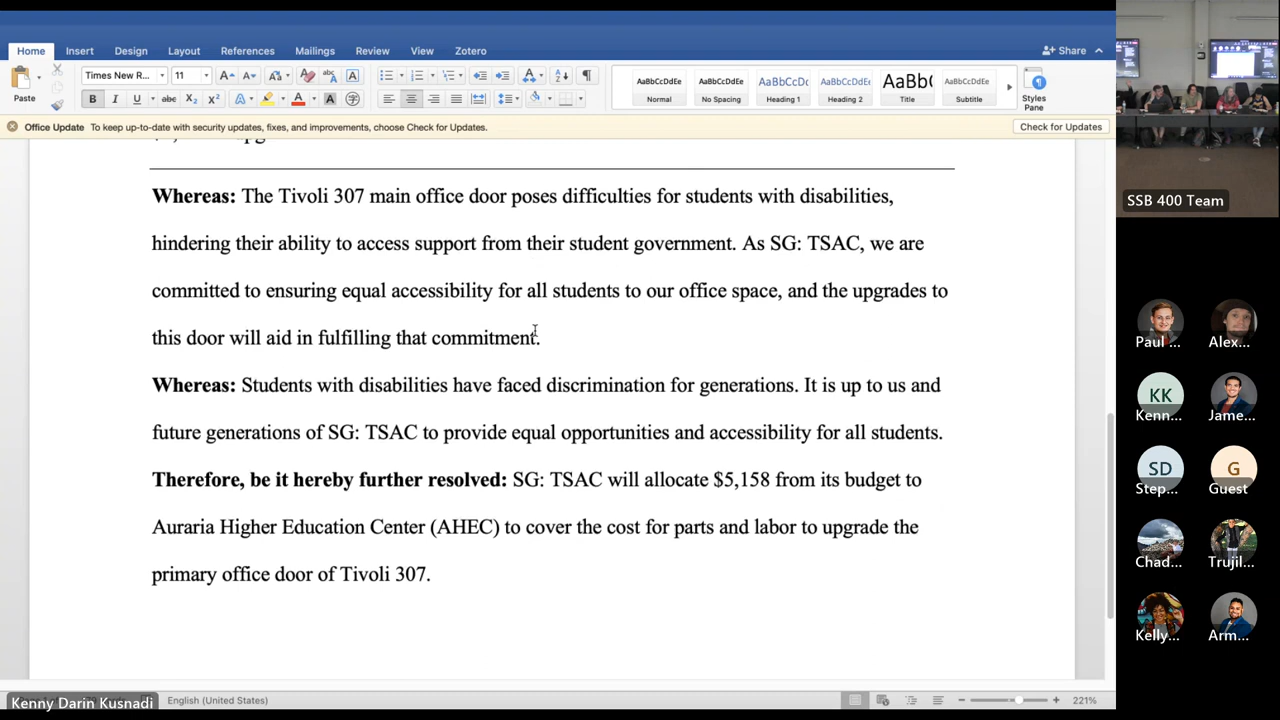 Home Insert Design Layout References Mailings Review View Zotero Share
Paste Times New R... 11 B I U abc X2 X2 A
AaBbCcDdEe AaBbCcDdEe AaBbCcDc AaBbCcDdEe AaBb( AaBbCcDdEe
Normal No Spacing Heading 1 Heading 2 Title Subtitle Styles Pane
Office Update To keep up-to-date with security updates, fixes, and improvements, choose Check for Updates. Check for Updates
Whereas: The Tivoli 307 main office door poses difficulties for students with disabilities,
hindering their ability to access support from their student government. As SG: TSAC, we are
committed to ensuring equal accessibility for all students to our office space, and the upgrades to
this door will aid in fulfilling that commitment.
Whereas: Students with disabilities have faced discrimination for generations. It is up to us and
future generations of SG: TSAC to provide equal opportunities and accessibility for all students.
Therefore, be it hereby further resolved: SG: TSAC will allocate $5,158 from its budget to
Auraria Higher Education Center (AHEC) to cover the cost for parts and labor to upgrade the
primary office door of Tivoli 307.
Kenny Darin Kusnadi English (United States) 221%
SSB 400 Team
Paul ... Alex...
KK
Kenn... Jame...
SD G
Step... Guest
Chad... Trujil...
Kelly... Arm...